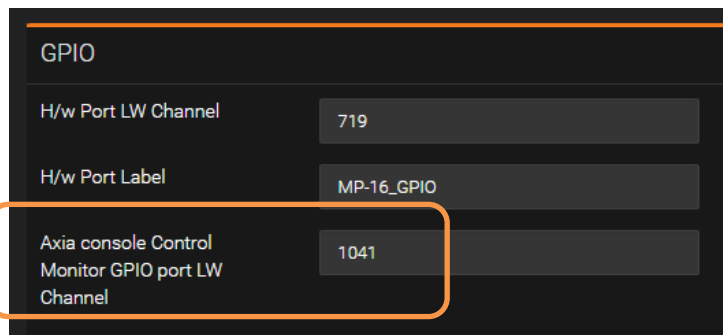 GPIO
H/w Port LW Channel
719
H/w Port Label
MP-16_GPIO
Axia console Control
Monitor GPIO port LW
Channel
1041